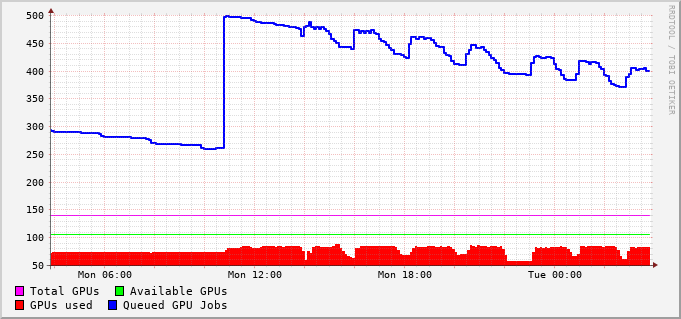 500
450
400
350
300
250
200
150
100
50
Mon 06:00 Mon 12:00 Mon 18:00 Tue 00:00
Total GPUs Available GPUs
GPUs used Queued GPU Jobs
RRDTOOL / TOBI OETIKER